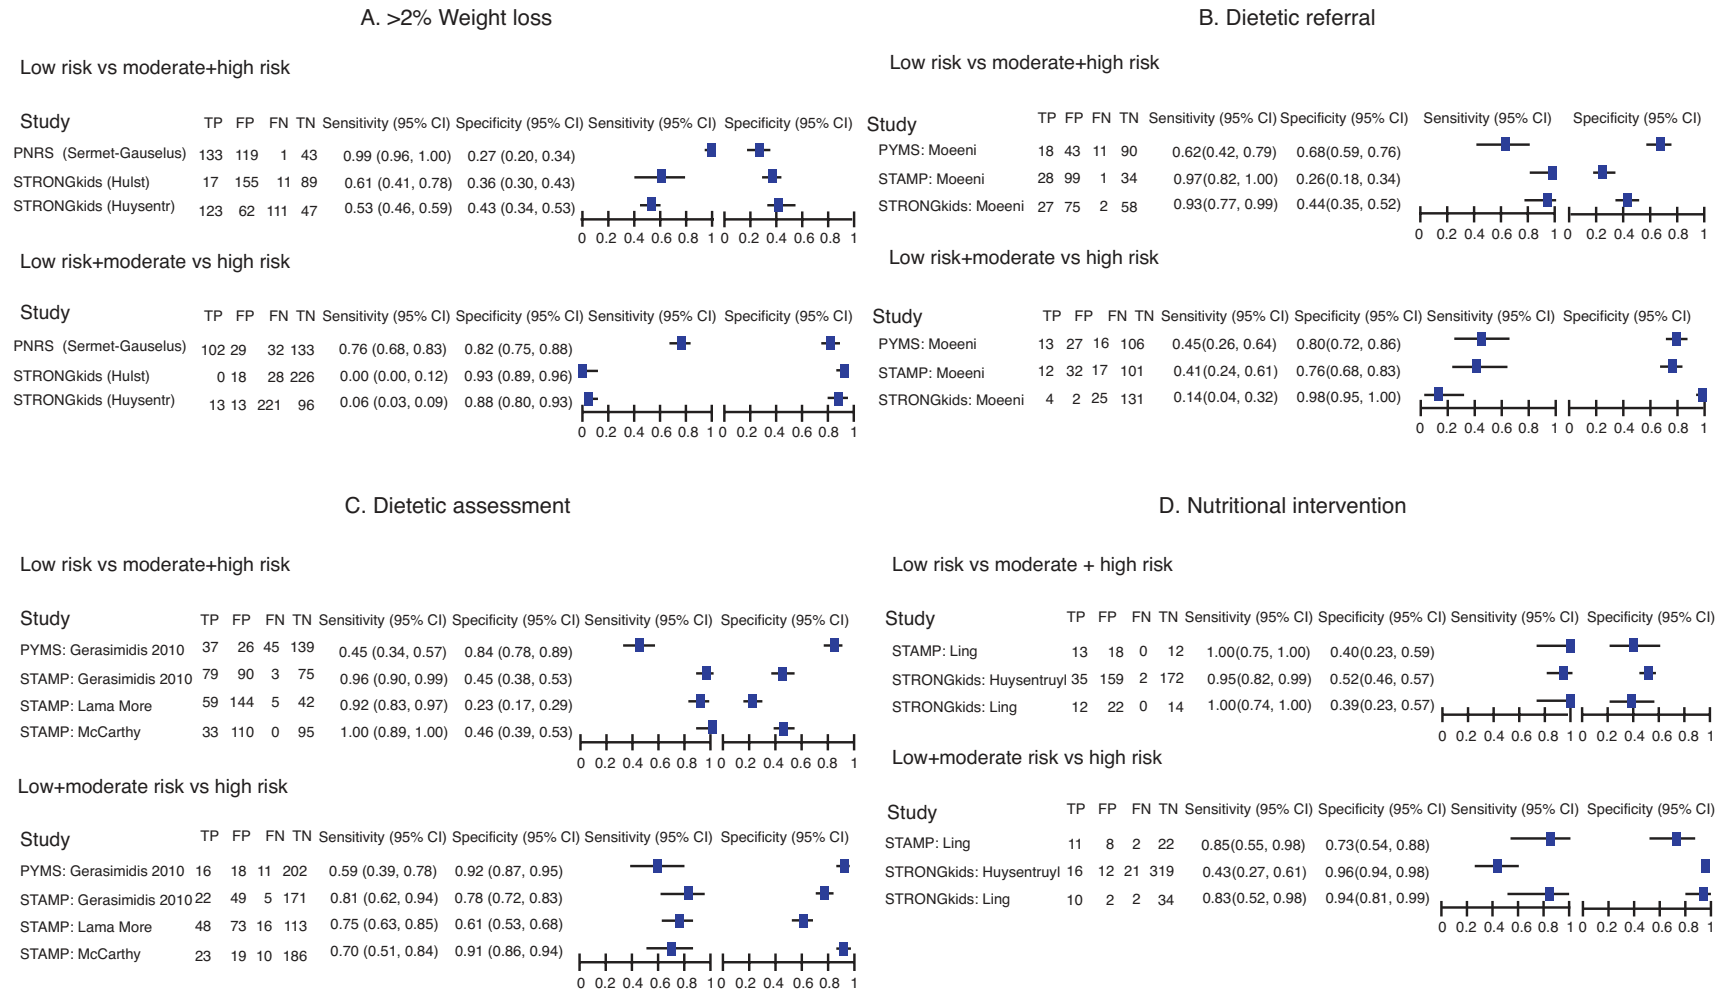 A. >2% Weight loss
Low risk vs moderate+high risk
Study TP FP FN TN Sensitivity (95% CI) Specificity (95% CI) Sensitivity (95% CI) Specificity (95% CI)
PNRS (Sermet-Gauselus) 133 119 1 43 0.99 (0.96, 1.00) 0.27 (0.20, 0.34)
STRONGkids (Hulst) 17 155 11 89 0.61 (0.41, 0.78) 0.36 (0.30, 0.43)
STRONGkids (Huysentr) 123 62 111 47 0.53 (0.46, 0.59) 0.43 (0.34, 0.53)
0 0.2 0.4 0.6 0.8 1 0 0.2 0.4 0.6 0.8 1
Low risk+moderate vs high risk
Study TP FP FN TN Sensitivity (95% CI) Specificity (95% CI) Sensitivity (95% CI) Specificity (95% CI)
PNRS (Sermet-Gauselus) 102 29 32 133 0.76 (0.68, 0.83) 0.82 (0.75, 0.88)
STRONGkids (Hulst) 0 18 28 226 0.00 (0.00, 0.12) 0.93 (0.89, 0.96)
STRONGkids (Huysentr) 13 13 221 96 0.06 (0.03, 0.09) 0.88 (0.80, 0.93)
0 0.2 0.4 0.6 0.8 1 0 0.2 0.4 0.6 0.8 1
B. Dietetic referral
Low risk vs moderate+high risk
Study TP FP FN TN Sensitivity (95% CI) Specificity (95% CI) Sensitivity (95% CI) Specificity (95% CI)
PYMS: Moeeni 18 43 11 90 0.62(0.42, 0.79) 0.68(0.59, 0.76)
STAMP: Moeeni 28 99 1 34 0.97(0.82, 1.00) 0.26(0.18, 0.34)
STRONGkids: Moeeni 27 75 2 58 0.93(0.77, 0.99) 0.44(0.35, 0.52)
0 0.2 0.4 0.6 0.8 1 0 0.2 0.4 0.6 0.8 1
Low risk+moderate vs high risk
Study TP FP FN TN Sensitivity (95% CI) Specificity (95% CI) Sensitivity (95% CI) Specificity (95% CI)
PYMS: Moeeni 13 27 16 106 0.45(0.26, 0.64) 0.80(0.72, 0.86)
STAMP: Moeeni 12 32 17 101 0.41(0.24, 0.61) 0.76(0.68, 0.83)
STRONGkids: Moeeni 4 2 25 131 0.14(0.04, 0.32) 0.98(0.95, 1.00)
0 0.2 0.4 0.6 0.8 1 0 0.2 0.4 0.6 0.8 1
C. Dietetic assessment
Low risk vs moderate+high risk
Study TP FP FN TN Sensitivity (95% CI) Specificity (95% CI) Sensitivity (95% CI) Specificity (95% CI)
PYMS: Gerasimidis 2010 37 26 45 139 0.45 (0.34, 0.57) 0.84 (0.78, 0.89)
STAMP: Gerasimidis 2010 79 90 3 75 0.96 (0.90, 0.99) 0.45 (0.38, 0.53)
STAMP: Lama More 59 144 5 42 0.92 (0.83, 0.97) 0.23 (0.17, 0.29)
STAMP: McCarthy 33 110 0 95 1.00 (0.89, 1.00) 0.46 (0.39, 0.53)
0 0.2 0.4 0.6 0.8 1 0 0.2 0.4 0.6 0.8 1
Low+moderate risk vs high risk
Study TP FP FN TN Sensitivity (95% CI) Specificity (95% CI) Sensitivity (95% CI) Specificity (95% CI)
PYMS: Gerasimidis 2010 16 18 11 202 0.59 (0.39, 0.78) 0.92 (0.87, 0.95)
STAMP: Gerasimidis 2010 22 49 5 171 0.81 (0.62, 0.94) 0.78 (0.72, 0.83)
STAMP: Lama More 48 73 16 113 0.75 (0.63, 0.85) 0.61 (0.53, 0.68)
STAMP: McCarthy 23 19 10 186 0.70 (0.51, 0.84) 0.91 (0.86, 0.94)
0 0.2 0.4 0.6 0.8 1 0 0.2 0.4 0.6 0.8 1
D. Nutritional intervention
Low risk vs moderate + high risk
Study TP FP FN TN Sensitivity (95% CI) Specificity (95% CI) Sensitivity (95% CI) Specificity (95% CI)
STAMP: Ling 13 18 0 12 1.00(0.75, 1.00) 0.40(0.23, 0.59)
STRONGkids: Huysentruyl 35 159 2 172 0.95(0.82, 0.99) 0.52(0.46, 0.57)
STRONGkids: Ling 12 22 0 14 1.00(0.74, 1.00) 0.39(0.23, 0.57)
0 0.2 0.4 0.6 0.8 1 0 0.2 0.4 0.6 0.8 1
Low+moderate risk vs high risk
Study TP FP FN TN Sensitivity (95% CI) Specificity (95% CI) Sensitivity (95% CI) Specificity (95% CI)
STAMP: Ling 11 8 2 22 0.85(0.55, 0.98) 0.73(0.54, 0.88)
STRONGkids: Huysentruyl 16 12 21 319 0.43(0.27, 0.61) 0.96(0.94, 0.98)
STRONGkids: Ling 10 2 2 34 0.83(0.52, 0.98) 0.94(0.81, 0.99)
0 0.2 0.4 0.6 0.8 1 0 0.2 0.4 0.6 0.8 1